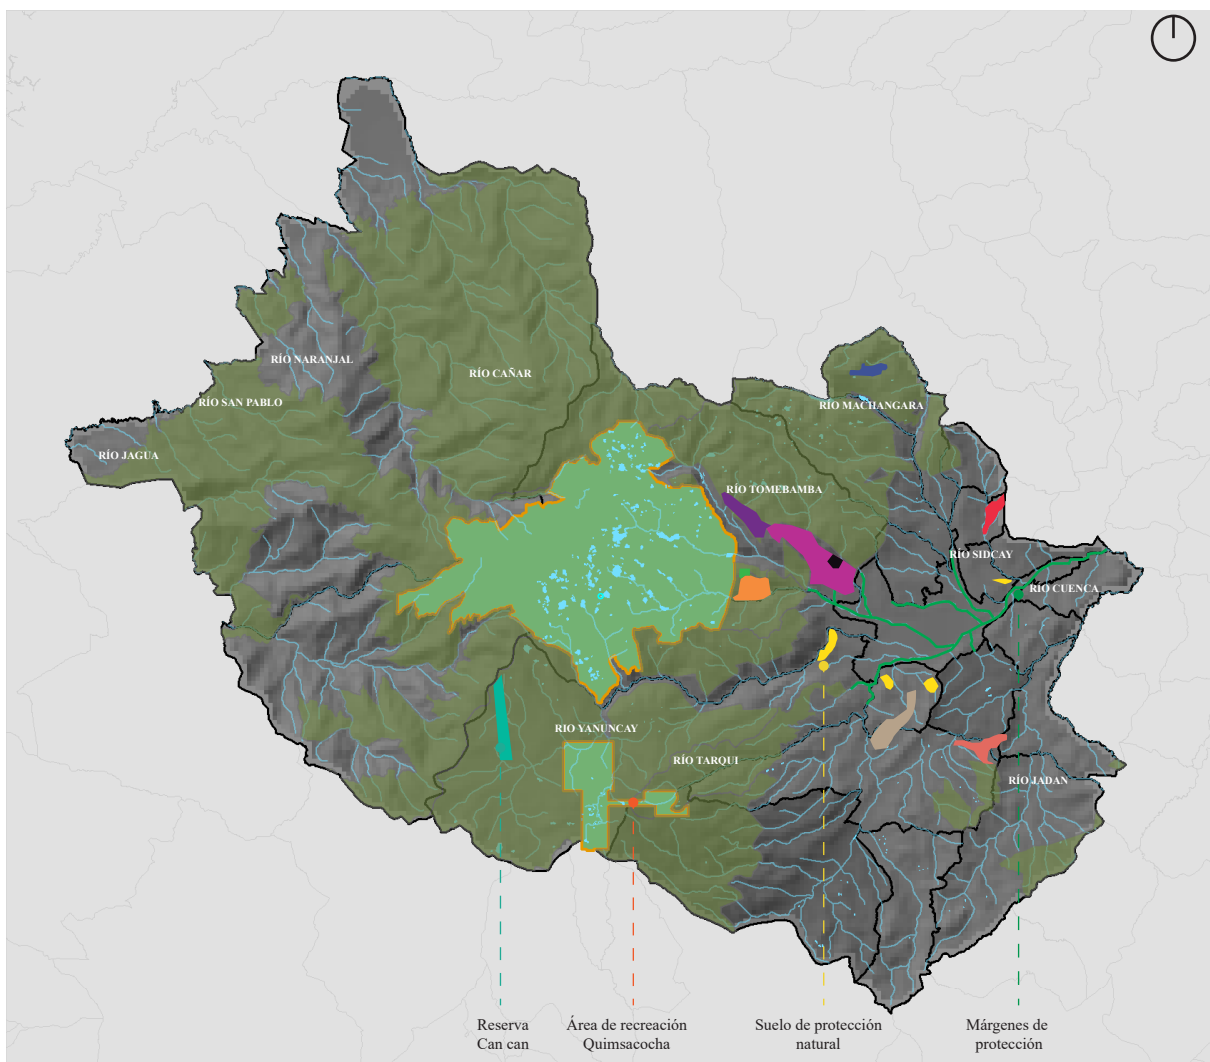 RÍO NARANJAL
RÍO CAÑAR
RÍO SAN PABLO
RÍO MACHANGARA
RÍO JAGUA
RÍO TOMEBAMBA
RÍO SIDCAY
RÍO CUENCA
RIO YANUNCAY
RÍO TARQUI
RÍO JADAN
Reserva
Can can
Área de recreación
Quimsacocha
Suelo de protección
natural
Márgenes de
protección